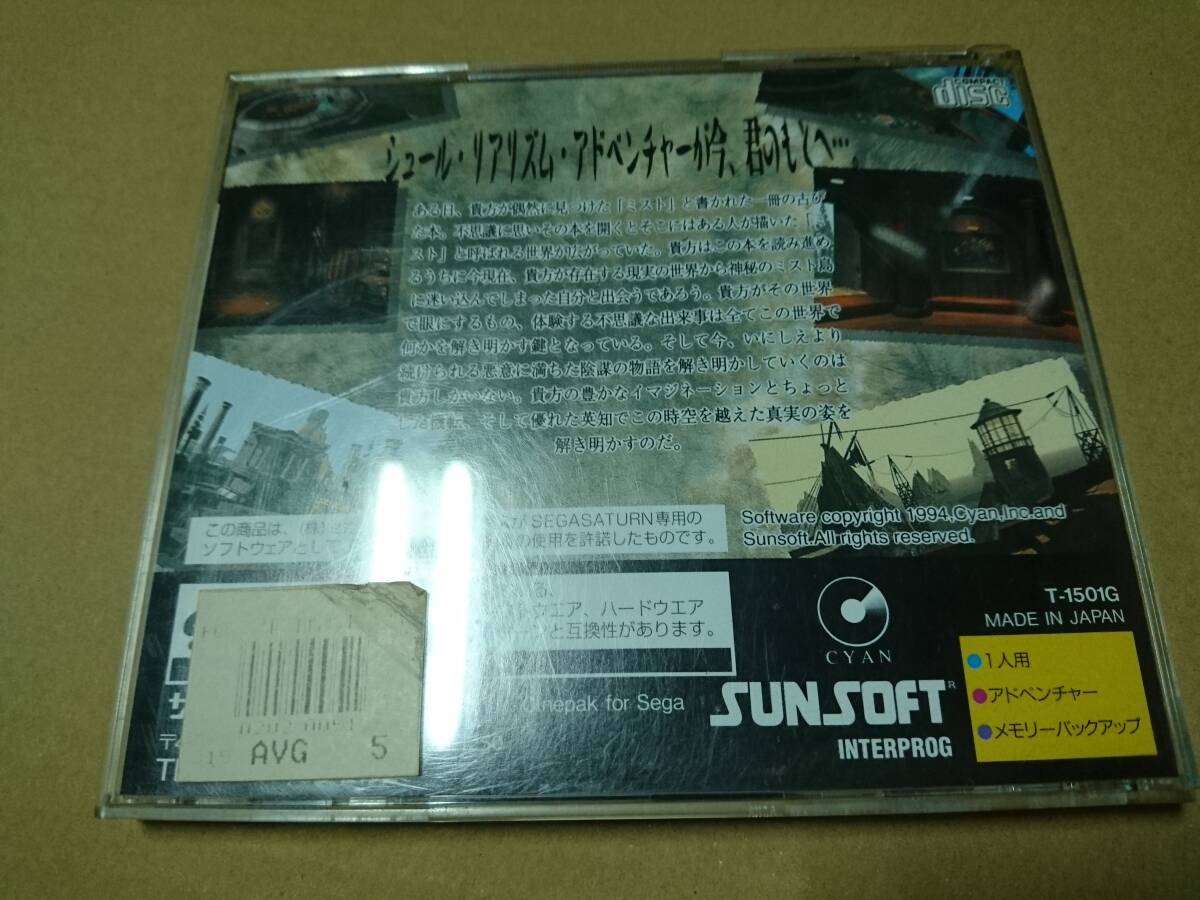 COMPACT
disc
シュール・リアリズム・アドベンチャーが今、君のもとへ…。
ある日、貴方が偶然に見つけた「ミスト」と書かれた一冊の古び
た本。不思議に思いその本を開くとそこにはある人が描いた「ミ
スト」と呼ばれる世界が広がっていた。貴方はこの本を読み進め
るうちに今現在、貴方が存在する現実の世界から神秘のミスト島
に迷い込んでしまった自分と出会うであろう。貴方がその世界
で眼にするもの、体験する不思議な出来事は全てこの世界で
何かを解き明かす鍵となっている。そして今、いにしえより
続けられる悪意に満ちた陰謀の物語を解き明かしていくのは
貴方しかいない。貴方の豊かなイマジネーションとちょっと
した機転、そして優れた英知でこの時空を越えた真実の姿を
解き明かすのだ。
この商品は、(株) がSEGASATURN専用の
ソフトウェアとして、 の使用を許諾したものです。
Software copyright 1994,Cyan,Inc.and
Sunsoft.All rights reserved.
る、
トウエア、ハードウエア
と互換性があります。
CYAN
T-1501G
MADE IN JAPAN
1人用
アドベンチャー
メモリーバックアップ
Cinepak for Sega
SUNSOFT R
INTERPROG
AVG 5